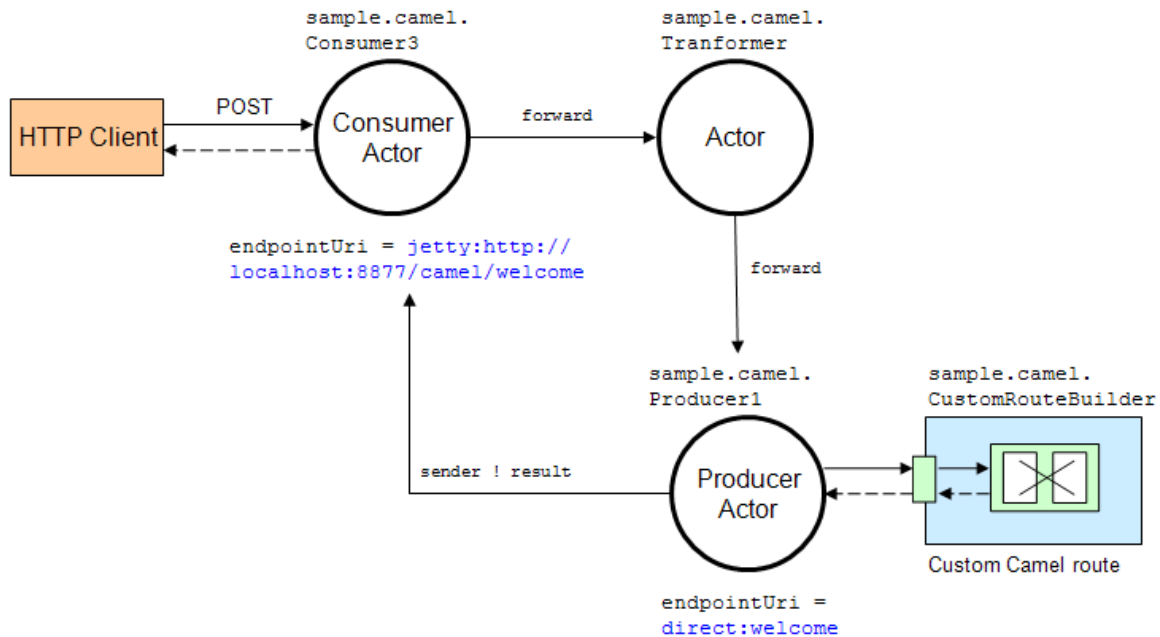 sample.camel.
Consumer3
sample.camel.
Tranformer
HTTP Client
POST
Consumer
Actor
forward
Actor
endpointUri = jetty:http://
localhost:8877/camel/welcome
forward
sample.camel.
Producer1
sample.camel.
CustomRouteBuilder
sender ! result
Producer
Actor
Custom Camel route
endpointUri =
direct:welcome